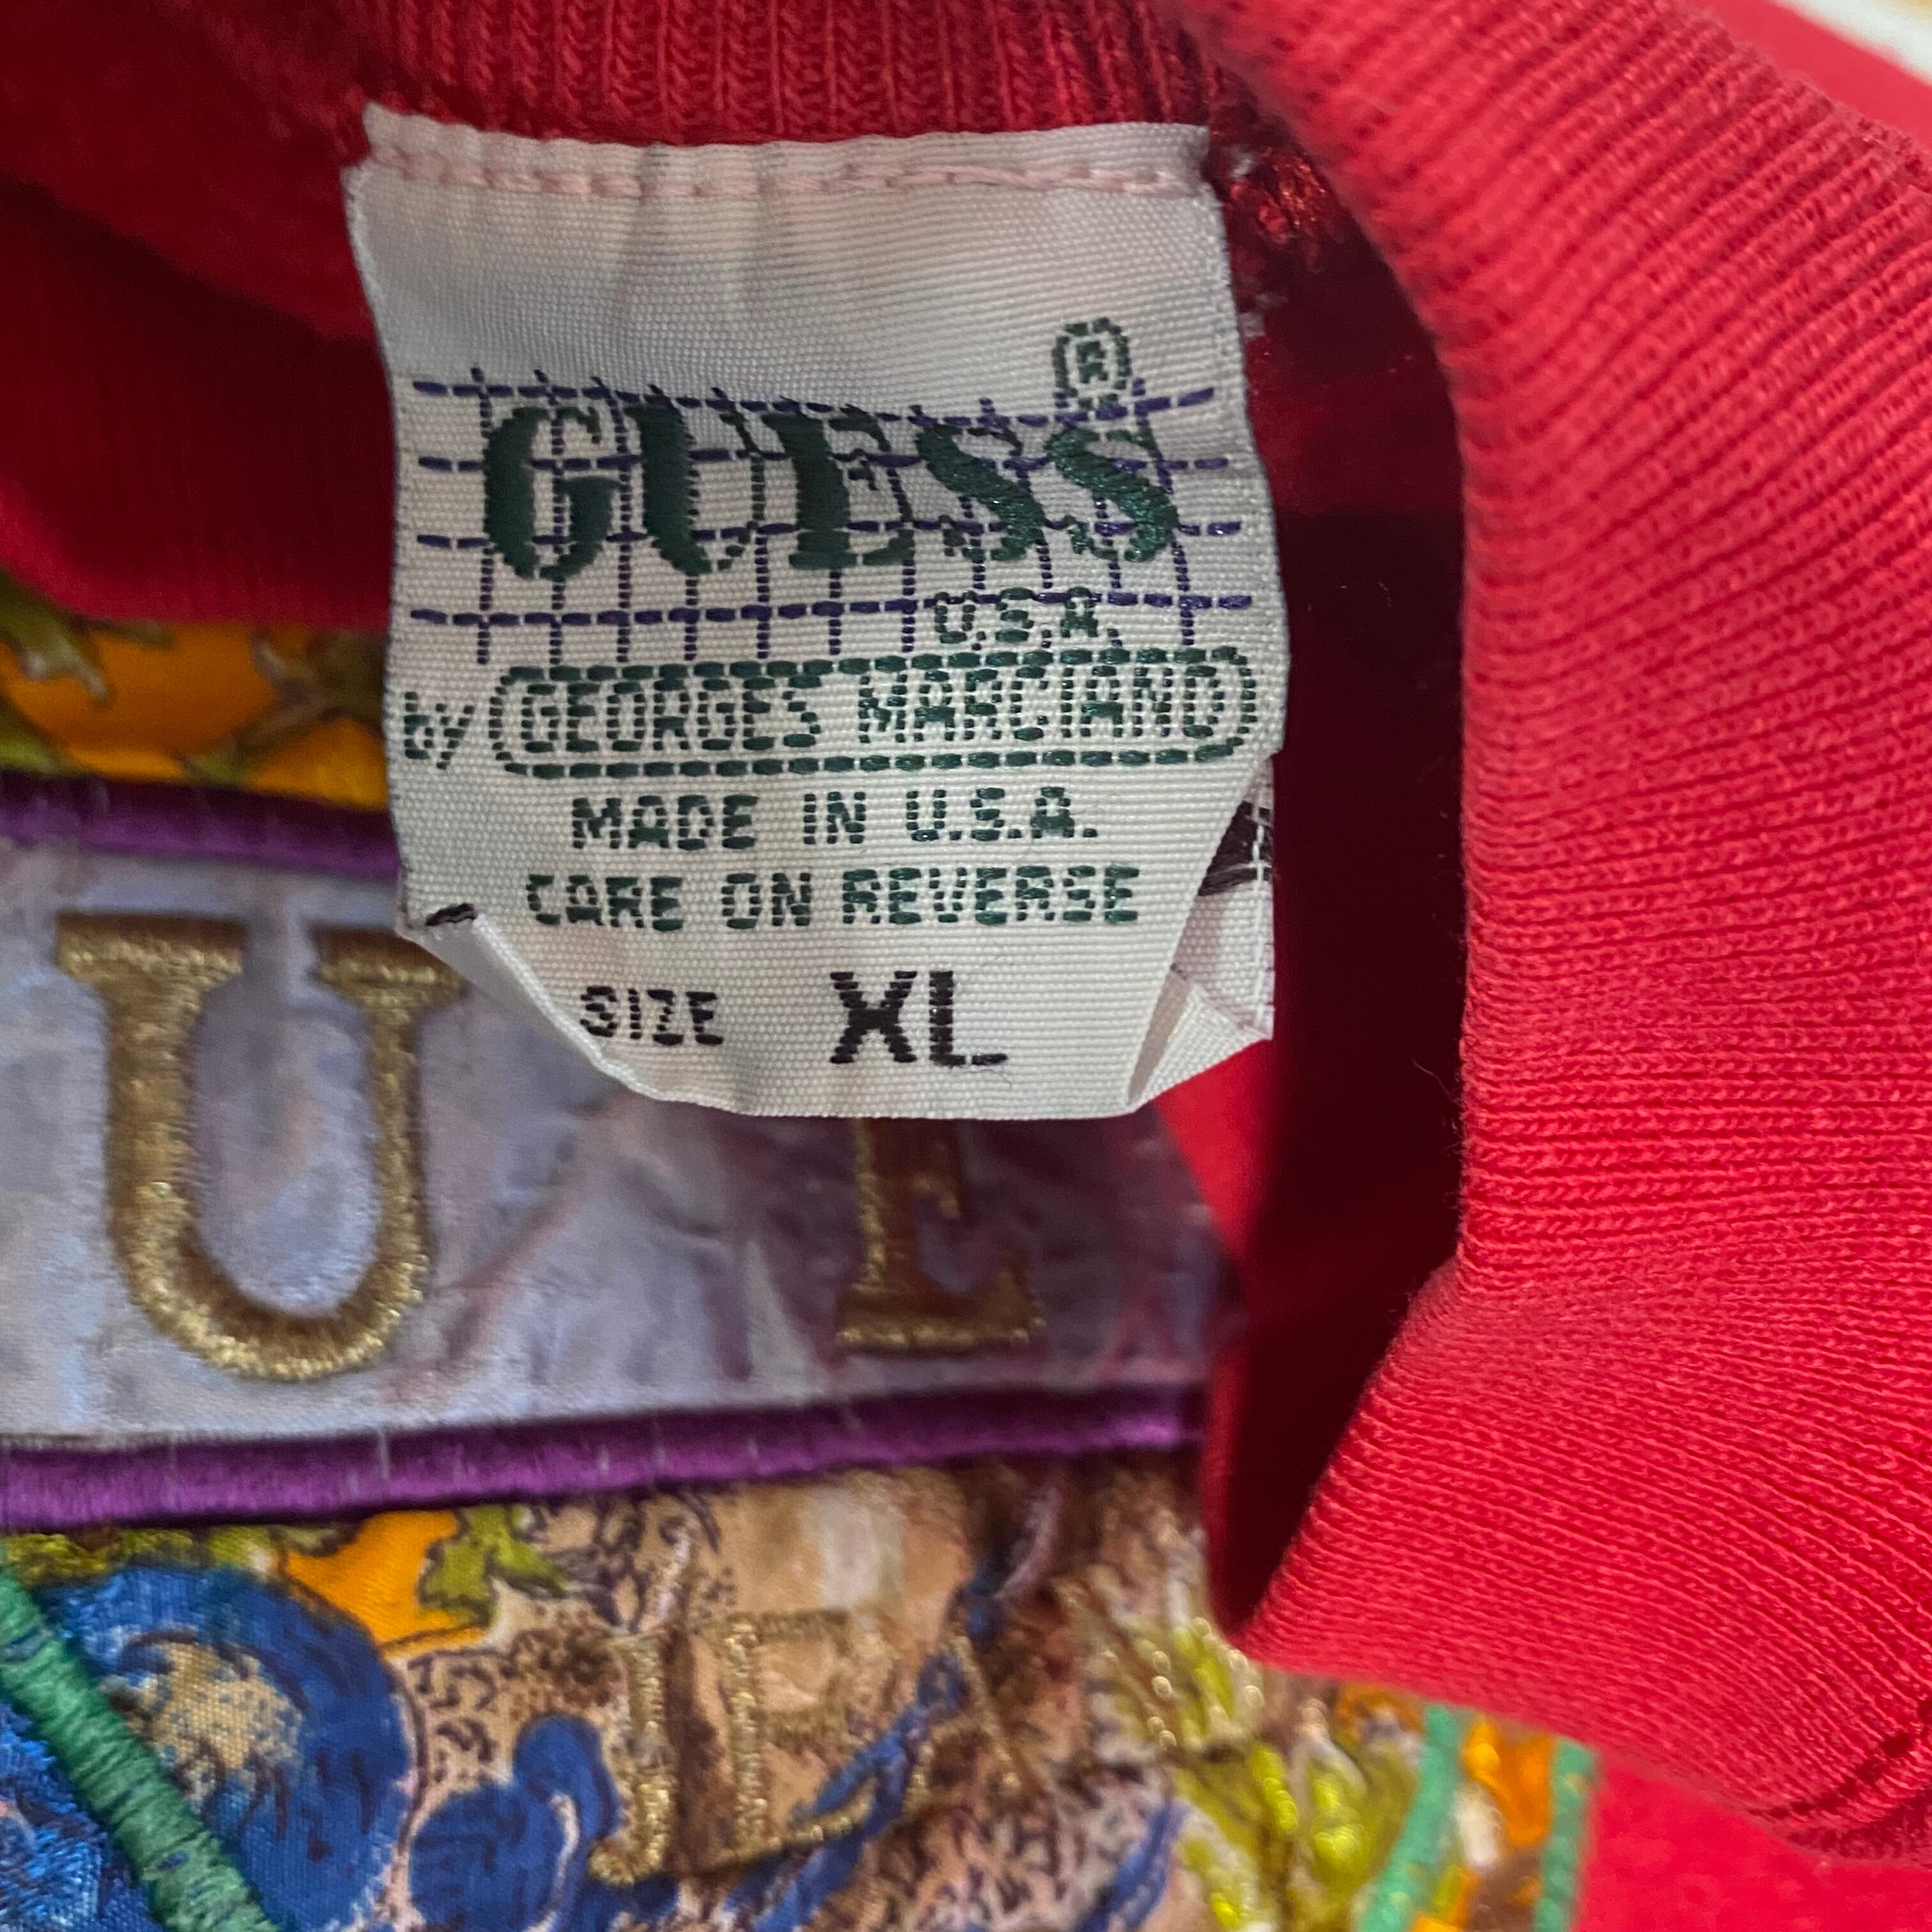 ®
GUESS
U.S.A.
by GEORGES MARCIANO
MADE IN U.S.A.
CARE ON REVERSE
SIZE XL
U